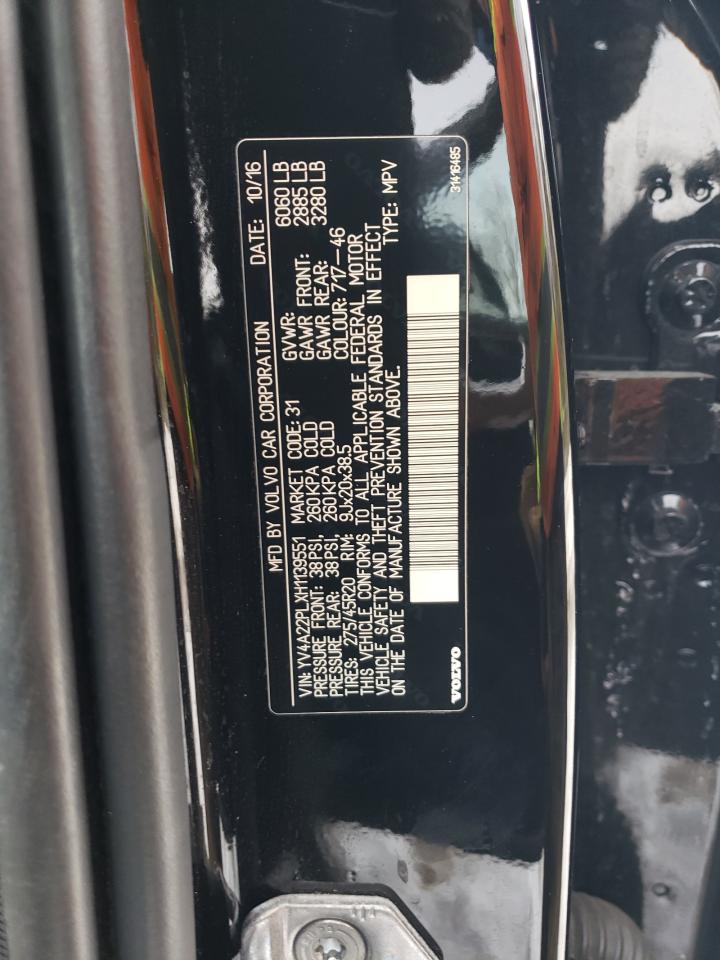 MFD BY VOLVO CAR CORPORATION DATE: 10/16
VIN: YV4A22PLXH1139551 MARKET CODE: 31 GVWR: 6060 LB
PRESSURE FRONT: 38PSI, 260KPA COLD GAWR FRONT: 2885 LB
PRESSURE REAR: 38PSI, 260KPA COLD GAWR REAR: 3280 LB
TIRES: 275/45R20 RIM: 9Jx20x38.5 COLOUR: 717-46
THIS VEHICLE CONFORMS TO ALL APPLICABLE FEDERAL MOTOR
VEHICLE SAFETY AND THEFT PREVENTION STANDARDS IN EFFECT
ON THE DATE OF MANUFACTURE SHOWN ABOVE. TYPE: MPV
VOLVO 31416485